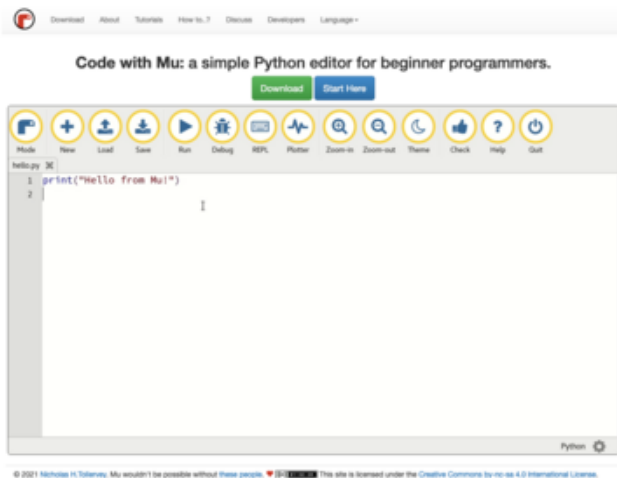 Download About Tutorials How to..? Discuss Developers Language
Code with Mu: a simple Python editor for beginner programmers.
Download Start Here
Mode New Load Save Run Debug REPL Plotter Zoom-in Zoom-out Theme Check Help Quit
hello.py
1 print("Hello from Mu!")
2
Python
© 2021 Nicholas H.Tollervey. Mu wouldn't be possible without these people. This site is licensed under the Creative Commons by-nc-sa 4.0 International License.